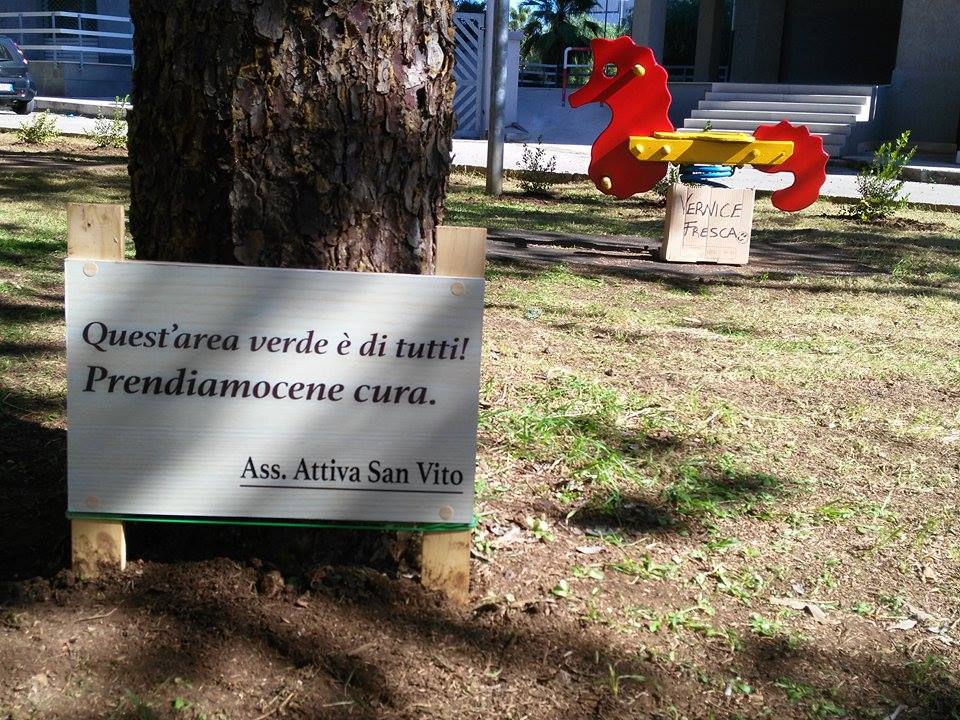 Quest'area verde è di tutti!
Prendiamocene cura.
Ass. Attiva San Vito
VERNICE
FRESCA